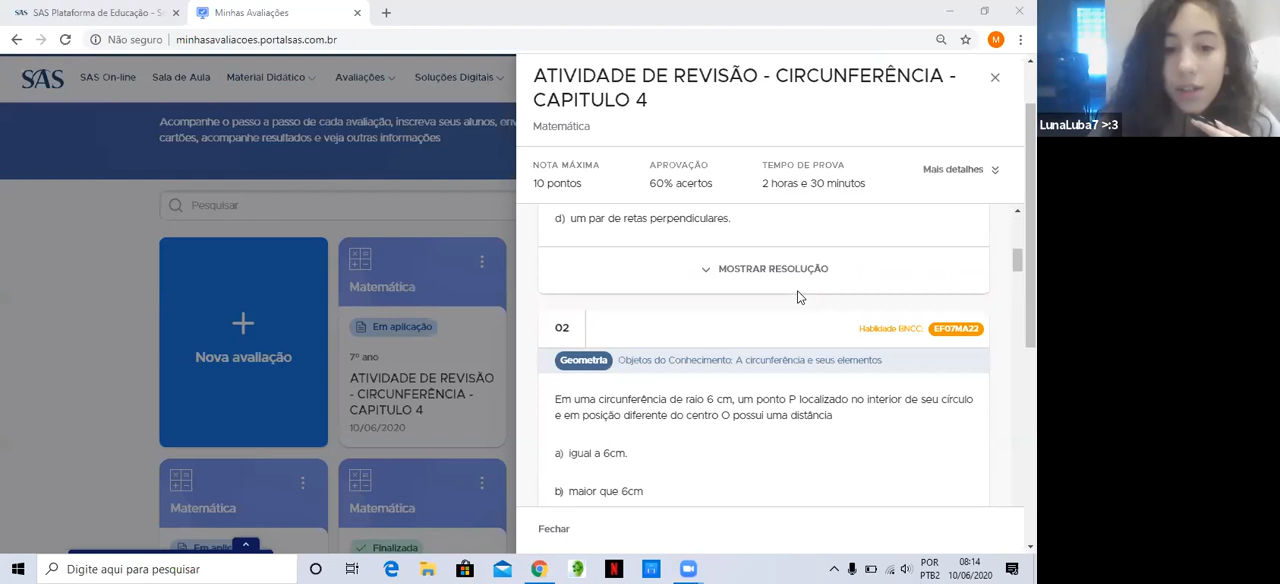 SAS Plataforma de Educação - Se
Minhas Avaliações
Não seguro
minhasavaliacoes.portalsas.com.br
M
SAS
SAS On-line
Sala de Aula
Material Didático
Avaliações
Soluções Digitais
Acompanhe o passo a passo de cada avaliação, inscreva seus alunos, env
cartões, acompanhe resultados e veja outras informações
Pesquisar
Nova avaliação
Matemática
Em aplicação
7º ano
ATIVIDADE DE REVISÃO
- CIRCUNFERÊNCIA -
CAPITULO 4
10/06/2020
Matemática
Em aplic
Matemática
Finalizada
ATIVIDADE DE REVISÃO - CIRCUNFERÊNCIA -
CAPITULO 4
Matemática
NOTA MÁXIMA
10 pontos
APROVAÇÃO
60% acertos
TEMPO DE PROVA
2 horas e 30 minutos
Mais detalhes
d) um par de retas perpendiculares.
MOSTRAR RESOLUÇÃO
02
Habilidade BNCC: EF07MA22
Geometria Objetos do Conhecimento: A circunferência e seus elementos
Em uma circunferência de raio 6 cm, um ponto P localizado no interior de seu círculo
e em posição diferente do centro O possui uma distância
a) igual a 6cm.
b) maior que 6cm
Fechar
LunaLuba7 >:3
Digite aqui para pesquisar
POR
PTB2
08:14
10/06/2020